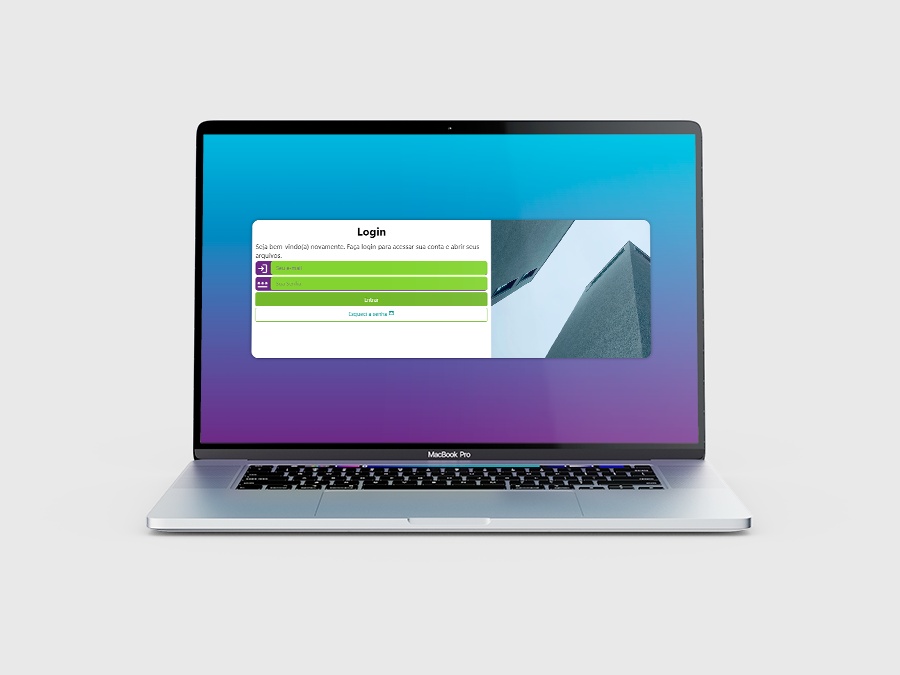 Login
Seja bem-vindo(a) novamente. Faça login para acessar sua conta e abrir seus
arquivos.
Seu e-mail
Sua senha
Entrar
Esqueci a senha
MacBook Pro